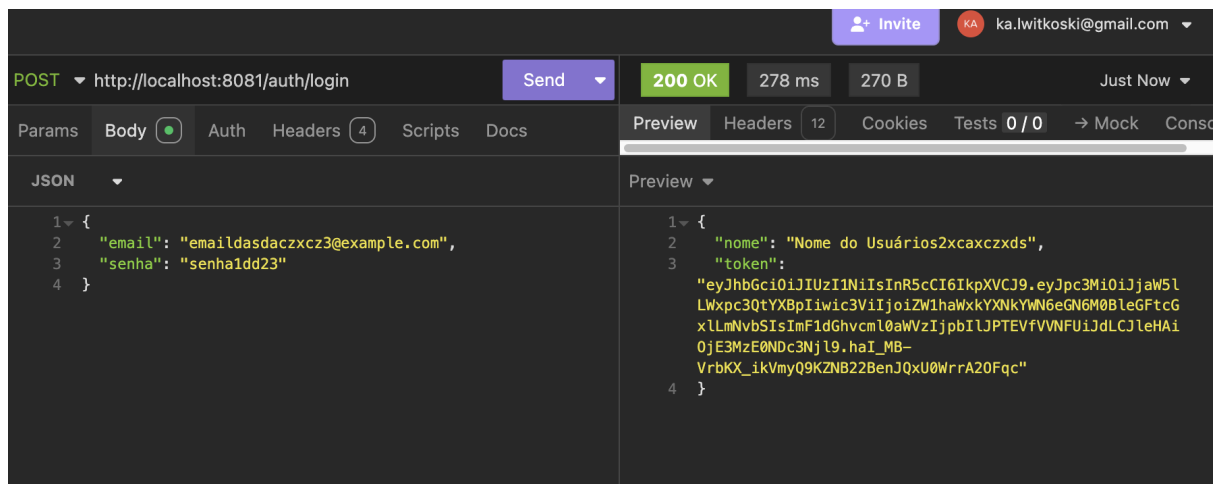 Invite
KA
ka.lwitkoski@gmail.com
POST http://localhost:8081/auth/login
Send
200 OK
278 ms
270 B
Just Now
Params
Body
Auth
Headers 4
Scripts
Docs
Preview
Headers 12
Cookies
Tests 0 / 0
→ Mock
Consc
JSON
Preview
1 {
2 "email": "emaildasdaczxcz3@example.com",
3 "senha": "senha1dd23"
4 }
1 {
2 "nome": "Nome do Usuários2xcaxczxds",
3 "token":
"eyJhbGciOiJIUzI1NiIsInR5cCI6IkpXVCJ9.eyJpc3MiOiJjaW5l
LWxpc3QtYXBpIiwic3ViIjoiZW1haWxkYXNkYWN6eGN6M0BleGFtcG
xlLmNvbSIsImF1dGhvcml0aWVzIjpbIlJPTEVfVVNFUiJdLCJleHAi
OjE3MzE0NDc3Njl9.haI_MB-
VrbKX_ikVmyQ9KZNB22BenJQxU0WrrA2OFqc"
4 }